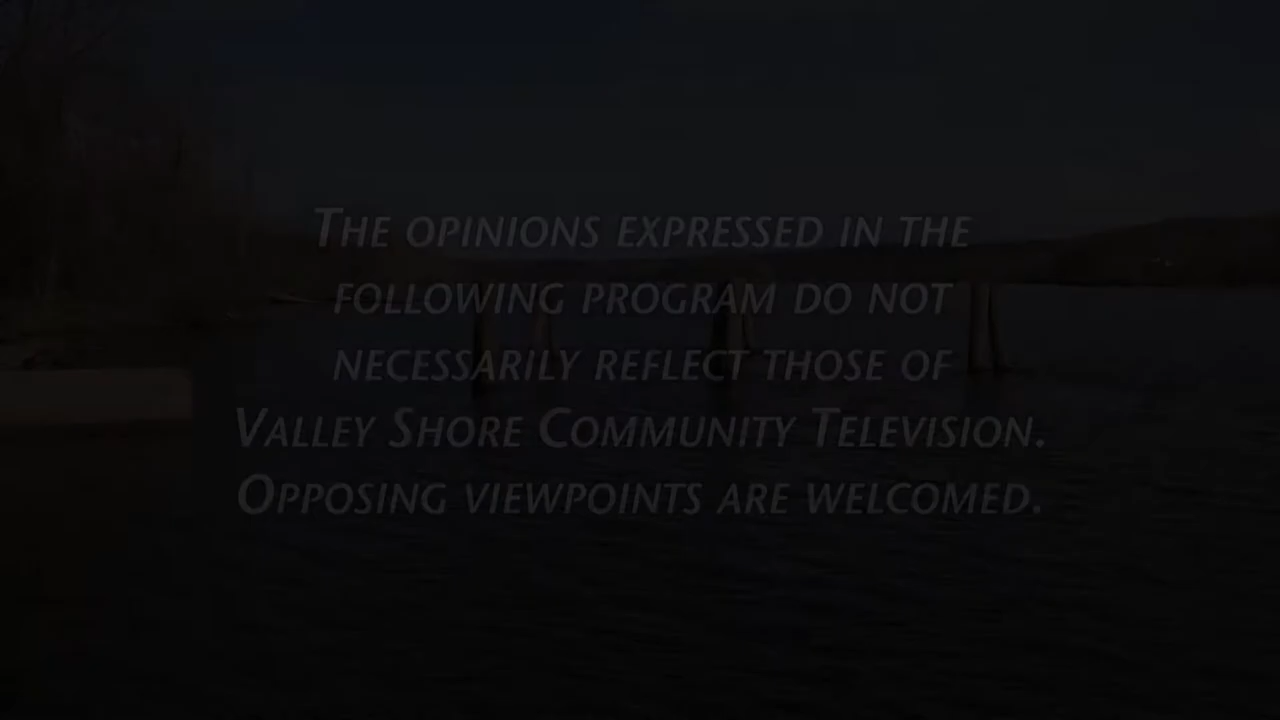 The opinions expressed in the
following program do not
necessarily reflect those of
Valley Shore Community Television.
Opposing viewpoints are welcomed.